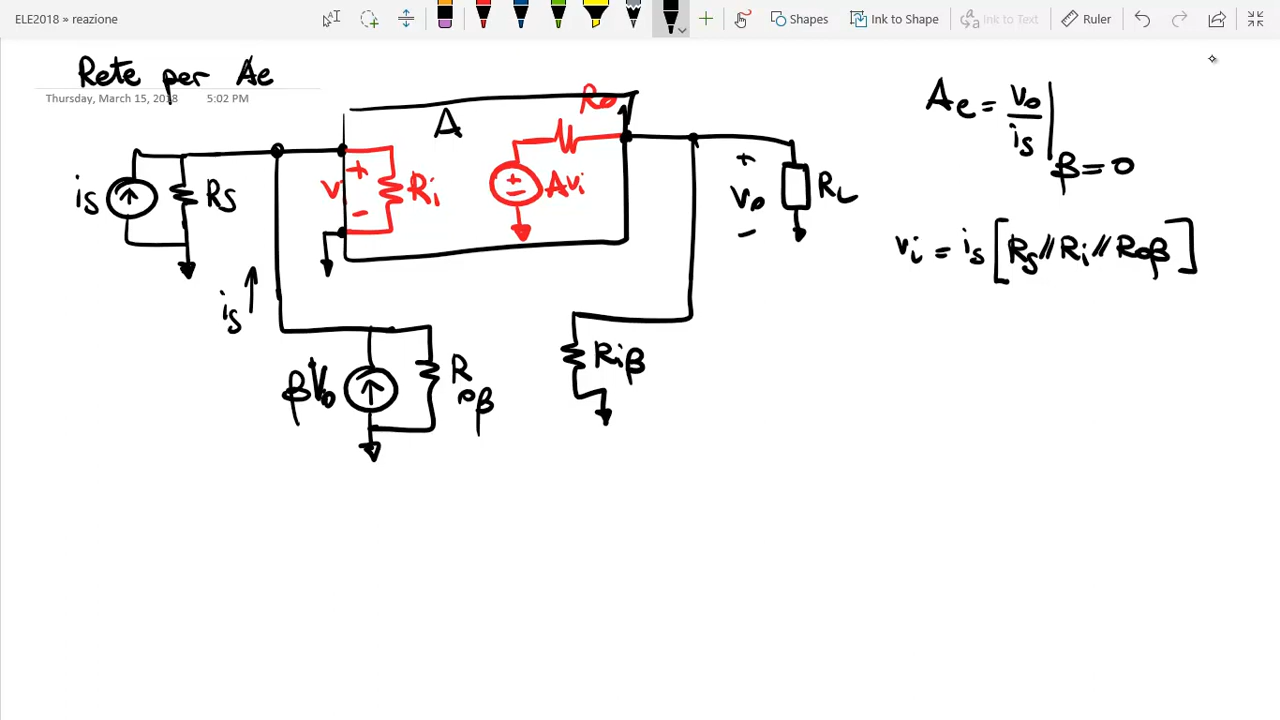 ELE2018 » reazione
Shapes
Ink to Shape
Ink to Text
Ruler
Rete per Ae
Thursday, March 15, 2018 5:02 PM
A
Ro
is
Rs
v
+
-
Ri
+
-
Avi
+
vo
-
RL
is
βVo
Roβ
Riβ
Ae = vo/is |β=0
vi = is [Rs // Ri // Roβ]